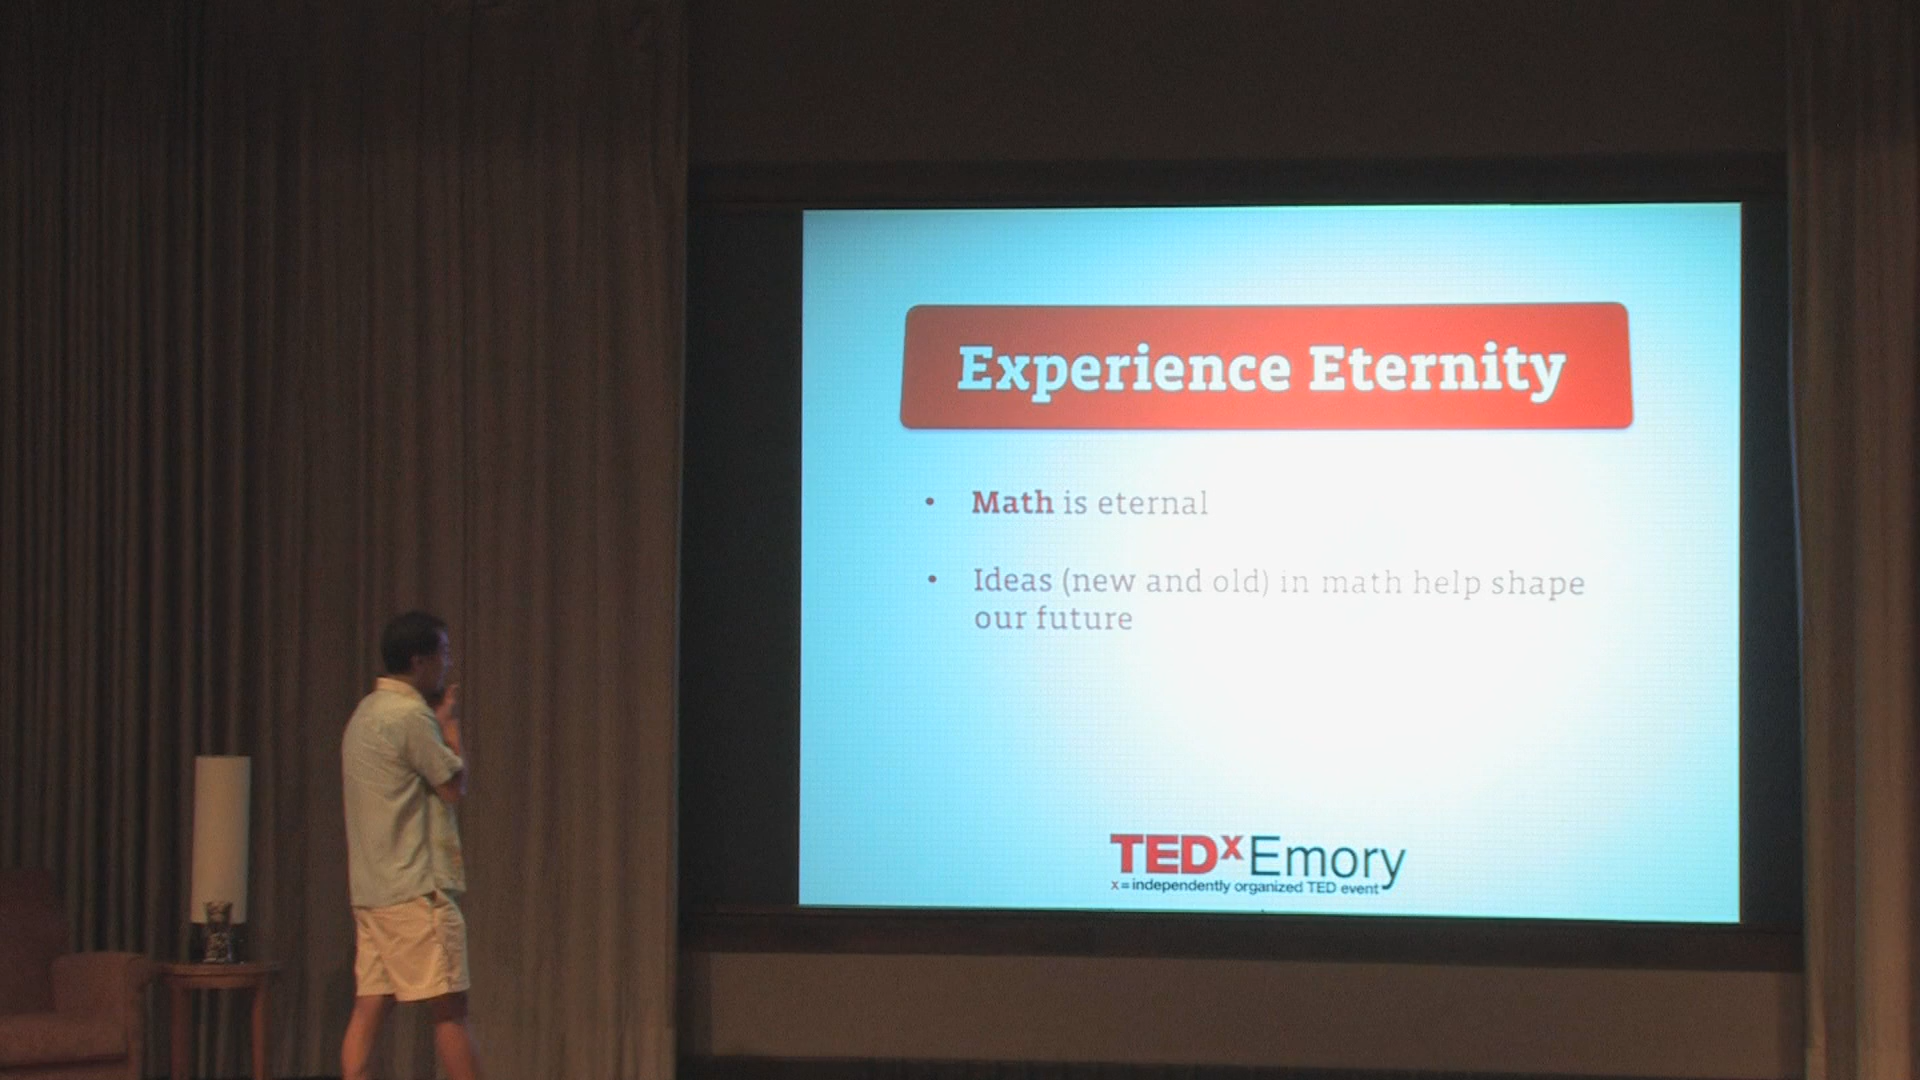 Experience Eternity
• Math is eternal
• Ideas (new and old) in math help shape
our future
TEDxEmory
x = independently organized TED event